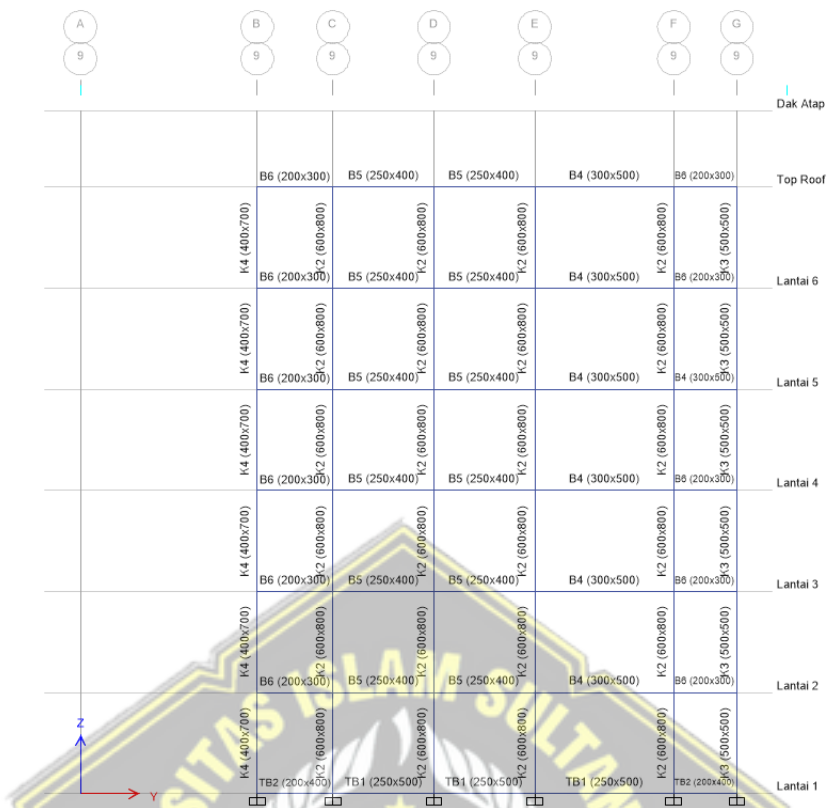 A B C D E F G
9 9 9 9 9 9 9
Dak Atap
Top Roof
B6 (200x300) B5 (250x400) B5 (250x400) B4 (300x500) B6 (200x300)
K4 (400x700) K2 (600x800) K2 (600x800) K2 (600x800) K2 (600x800) K3 (500x500)
Lantai 6
B6 (200x300) B5 (250x400) B5 (250x400) B4 (300x500) B6 (200x300)
K4 (400x700) K2 (600x800) K2 (600x800) K2 (600x800) K2 (600x800) K3 (500x500)
Lantai 5
B6 (200x300) B5 (250x400) B5 (250x400) B4 (300x500) B4 (300x500)
K4 (400x700) K2 (600x800) K2 (600x800) K2 (600x800) K2 (600x800) K3 (500x500)
Lantai 4
B6 (200x300) B5 (250x400) B5 (250x400) B4 (300x500) B6 (200x300)
K4 (400x700) K2 (600x800) K2 (600x800) K2 (600x800) K2 (600x800) K3 (500x500)
Lantai 3
B6 (200x300) B5 (250x400) B5 (250x400) B4 (300x500) B6 (200x300)
K4 (400x700) K2 (600x800) K2 (600x800) K2 (600x800) K2 (600x800) K3 (500x500)
Lantai 2
B6 (200x300) B5 (250x400) B5 (250x400) B4 (300x500) B6 (200x300)
K4 (400x700) K2 (600x800) K2 (600x800) K2 (600x800) K2 (600x800) K3 (500x500)
Lantai 1
TB2 (200x400) TB1 (250x500) TB1 (250x500) TB1 (250x500) TB2 (200x400)
Z
Y
SITAS ISLAM SULTAN